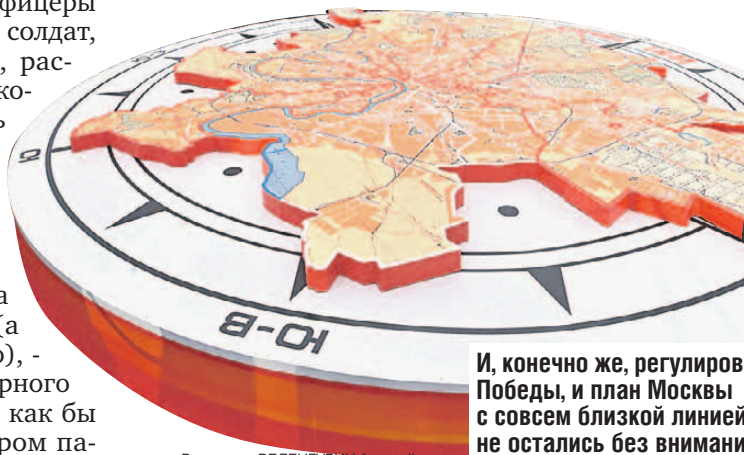 фицеры
солдат,
, рас-
ко-
ь
а
(а
о), -
рного
как бы
ром па-
Ю
Ю-В
И, конечно же, регулиров
Победы, и план Москвы
с совсем близкой линией
не остались без внимани